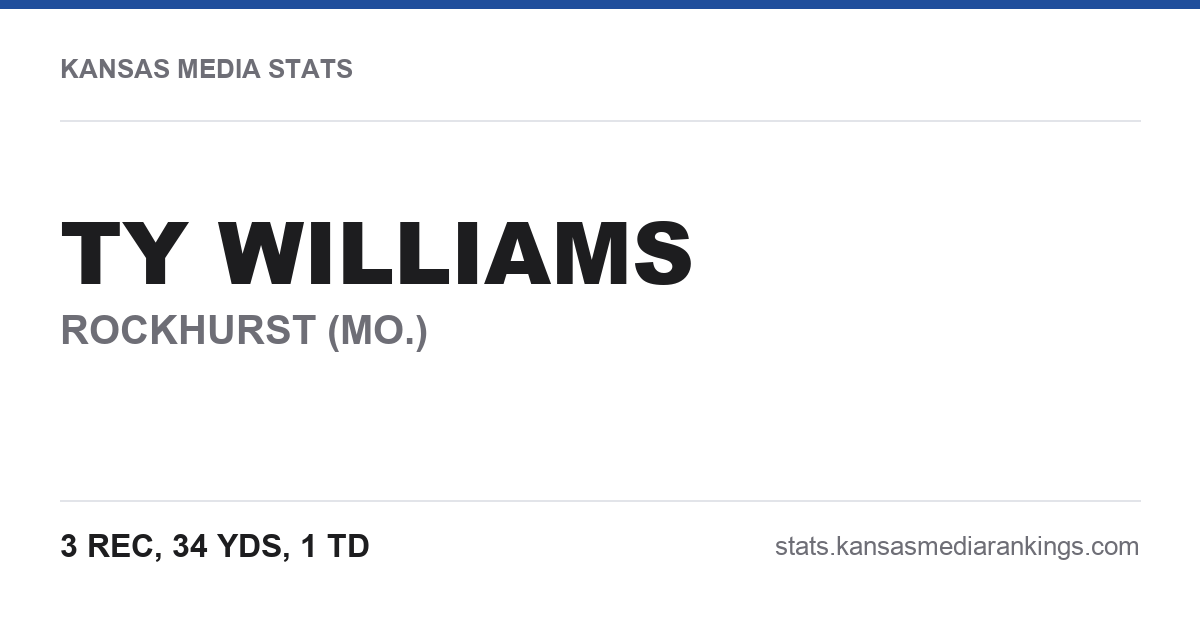 KANSAS MEDIA STATS
TY WILLIAMS
ROCKHURST (MO.)
3 REC, 34 YDS, 1 TD
stats.kansasmediarankings.com